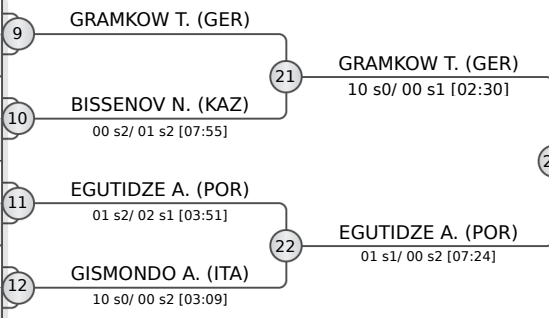 GRAMKOW T. (GER)
9
21
GRAMKOW T. (GER)
10 s0/ 00 s1 [02:30]
BISSENOV N. (KAZ)
10
00 s2/ 01 s2 [07:55]
EGUTIDZE A. (POR)
11
01 s2/ 02 s1 [03:51]
22
EGUTIDZE A. (POR)
01 s1/ 00 s2 [07:24]
GISMONDO A. (ITA)
12
10 s0/ 00 s2 [03:09]